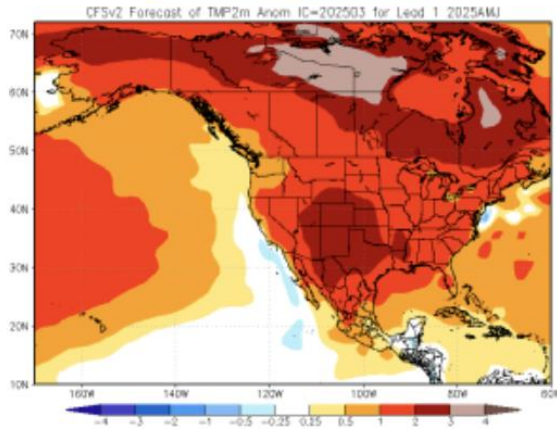 CFSv2 Forecast of TMP2m Anom IC=202503 for Lead 1 2025AMJ
70N
60N
50N
40N
30N
20N
10N
160W 140W 120W 100W 80W 60W
-4 -3 -2 -1 -0.5 -0.25 0.25 0.5 1 2 3 4